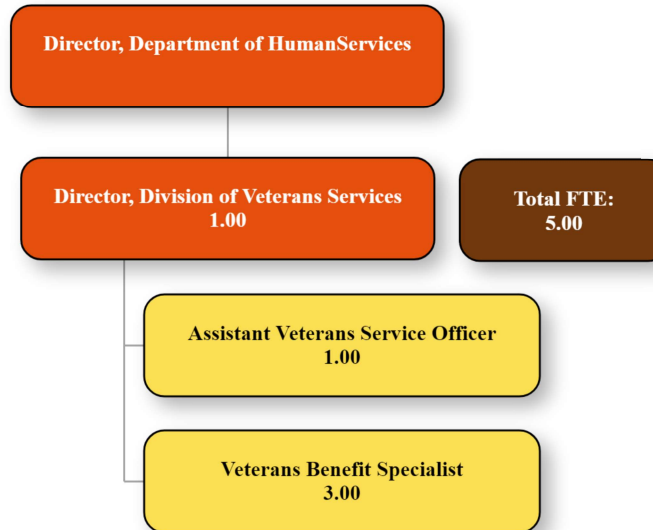 Director, Department of HumanServices
Director, Division of Veterans Services
1.00
Total FTE:
5.00
Assistant Veterans Service Officer
1.00
Veterans Benefit Specialist
3.00